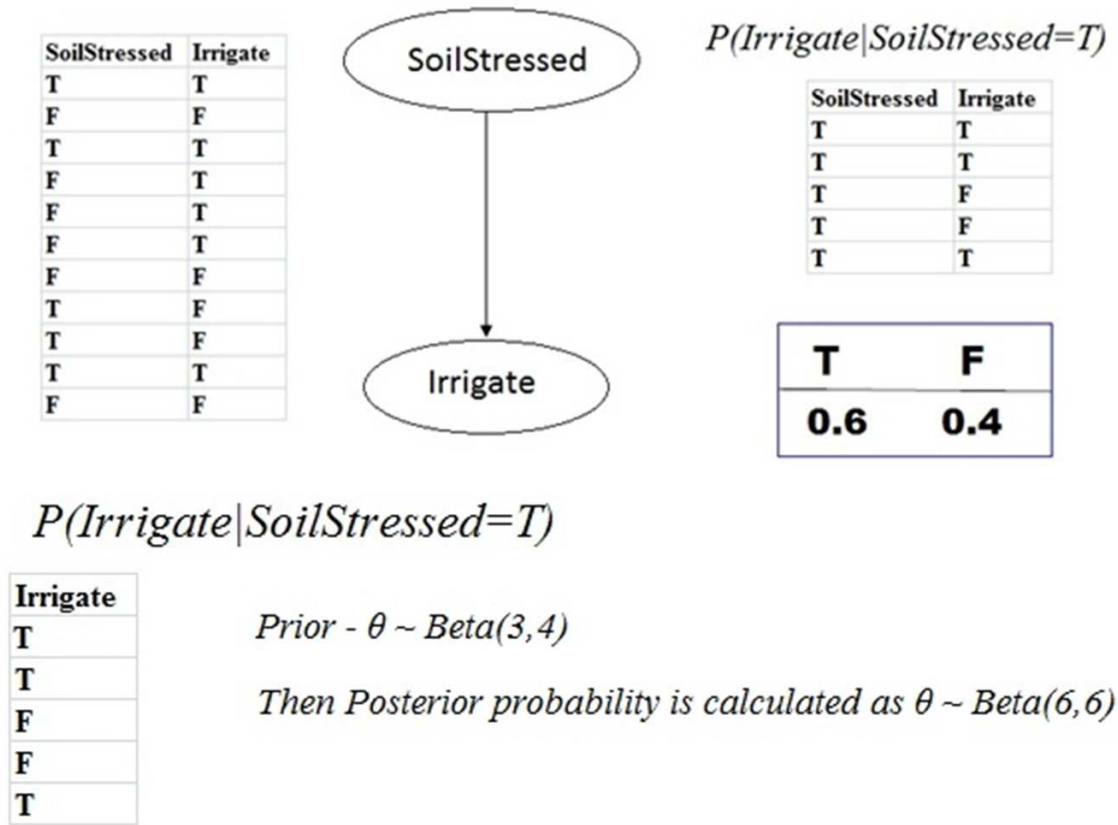 SoilStressed Irrigate
T T
F F
T T
F T
F T
F T
F F
T F
T F
T T
F F
SoilStressed
Irrigate
P(Irrigate|SoilStressed=T)
SoilStressed Irrigate
T T
T T
T F
T F
T T
T F
0.6 0.4
P(Irrigate|SoilStressed=T)
Irrigate
T
T
F
F
T
Prior - θ ~ Beta(3,4)
Then Posterior probability is calculated as θ ~ Beta(6,6)